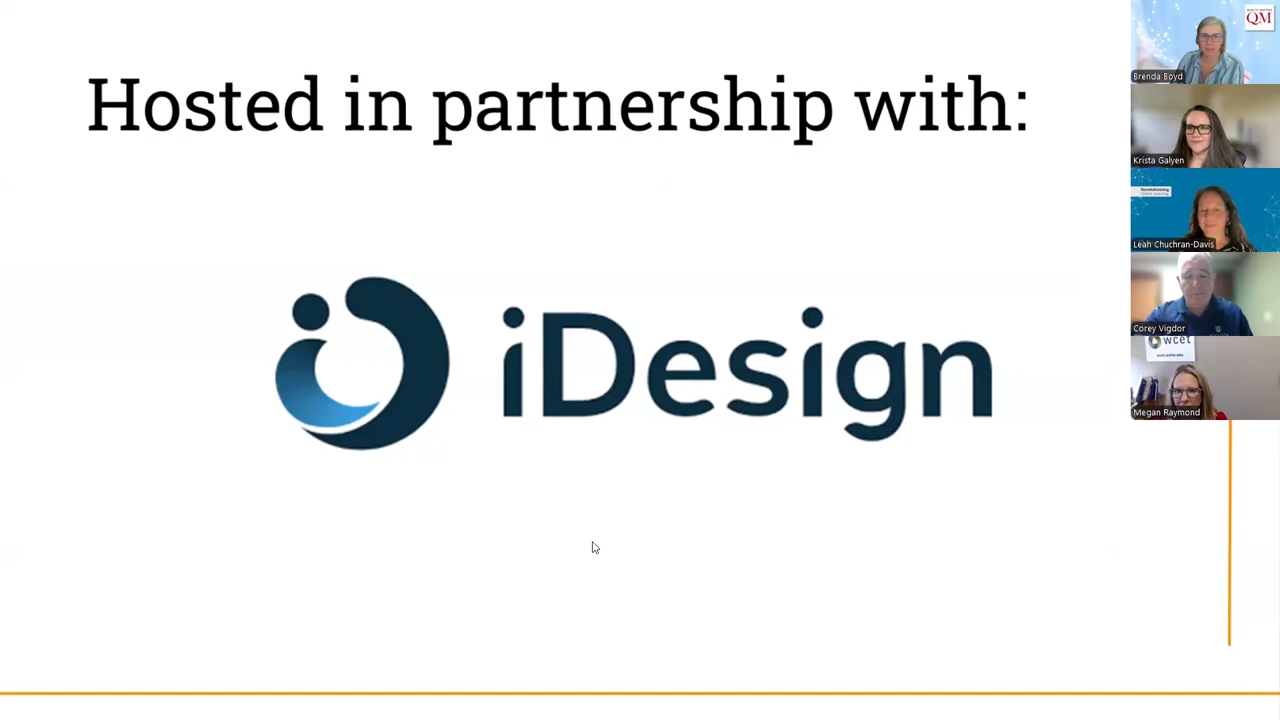 Hosted in partnership with:
iDesign
QM
Brenda Boyd
Krista Galyen
Leah Chuchran-Davis
Corey Vigdor
wcet
Megan Raymond